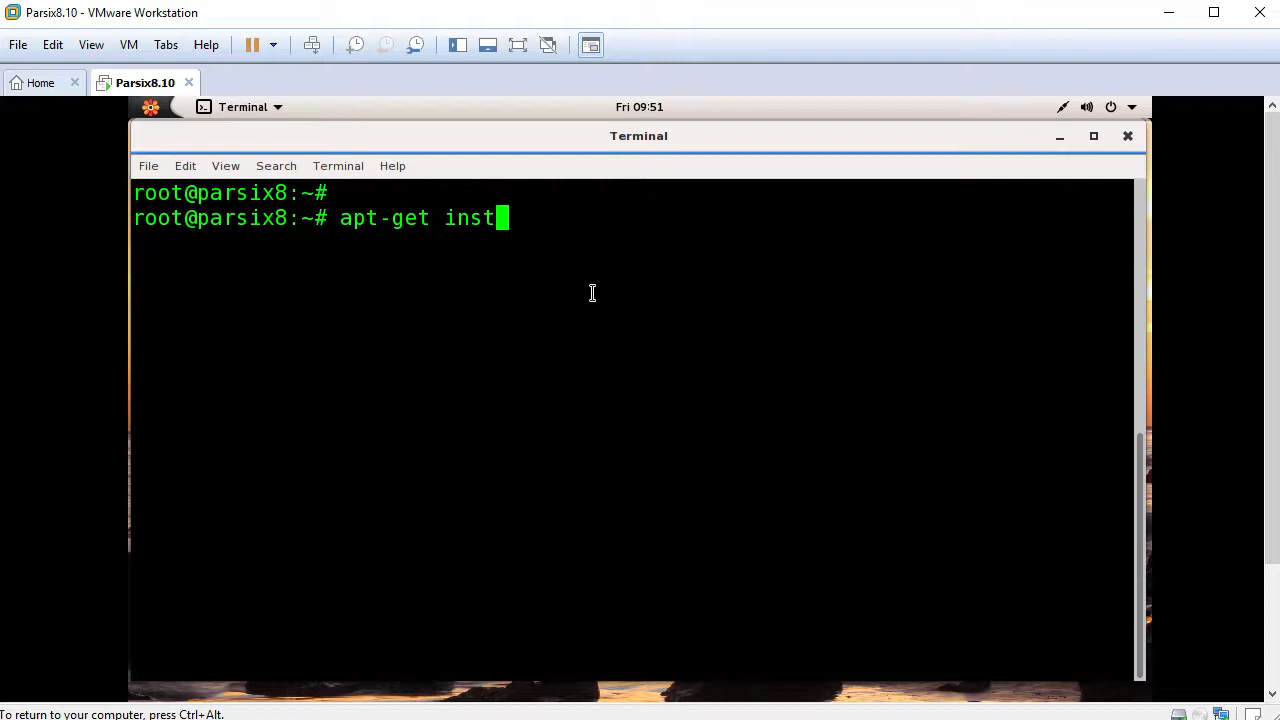 Parsix8.10 - VMware Workstation
File Edit View VM Tabs Help
Home Parsix8.10
Terminal Fri 09:51
Terminal
File Edit View Search Terminal Help
root@parsix8:~#
root@parsix8:~# apt-get inst
To return to your computer, press Ctrl+Alt.